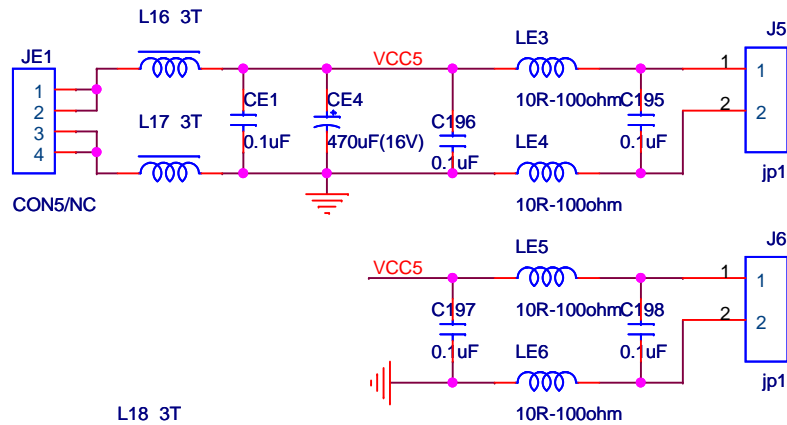 L16 3T
JE1
1
2
3
4
CON5/NC
L17 3T
CE1
0.1uF
CE4
470uF(16V)
VCC5
C196
0.1uF
LE3
10R-100ohm
C195
0.1uF
LE4
10R-100ohm
J5
1 1
2 2
jp1
VCC5
C197
0.1uF
LE5
10R-100ohm
C198
0.1uF
LE6
10R-100ohm
J6
1 1
2 2
jp1
L18 3T